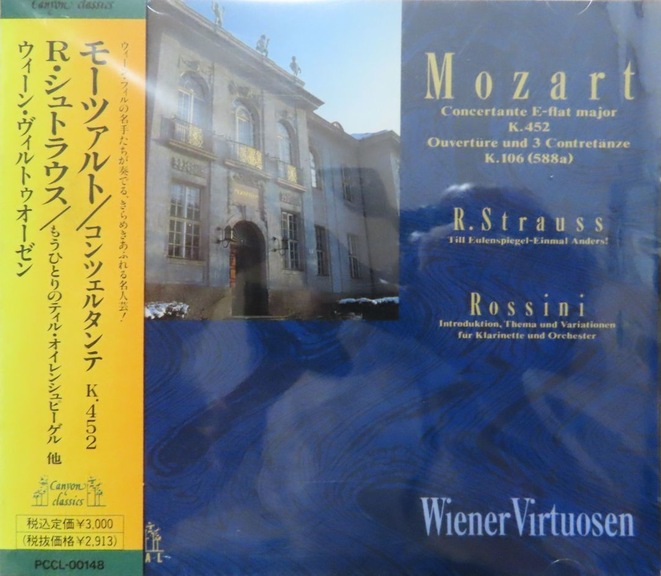 Canyon classics
ウィーン・フィルの名手たちが奏でる、きらめきあふれる名人芸!
モーツァルト/コンツェルタンテ K.452
R・シュトラウス/もうひとりのティル・オイレンシュピーゲル 他
ウィーン・ヴィルトゥオーゼン
Canyon
classics
税込定価¥3,000
(税抜価格¥2,913)
PCCL-00148
Mozart
Concertante E-flat major
K.452
Ouverture und 3 Contretänze
K.106 (588a)
R.Strauss
Till Eulenspiegel-Einmal Anders!
Rossini
Introduktion, Thema und Variationen
für Klarinette und Orchester
Wiener Virtuosen